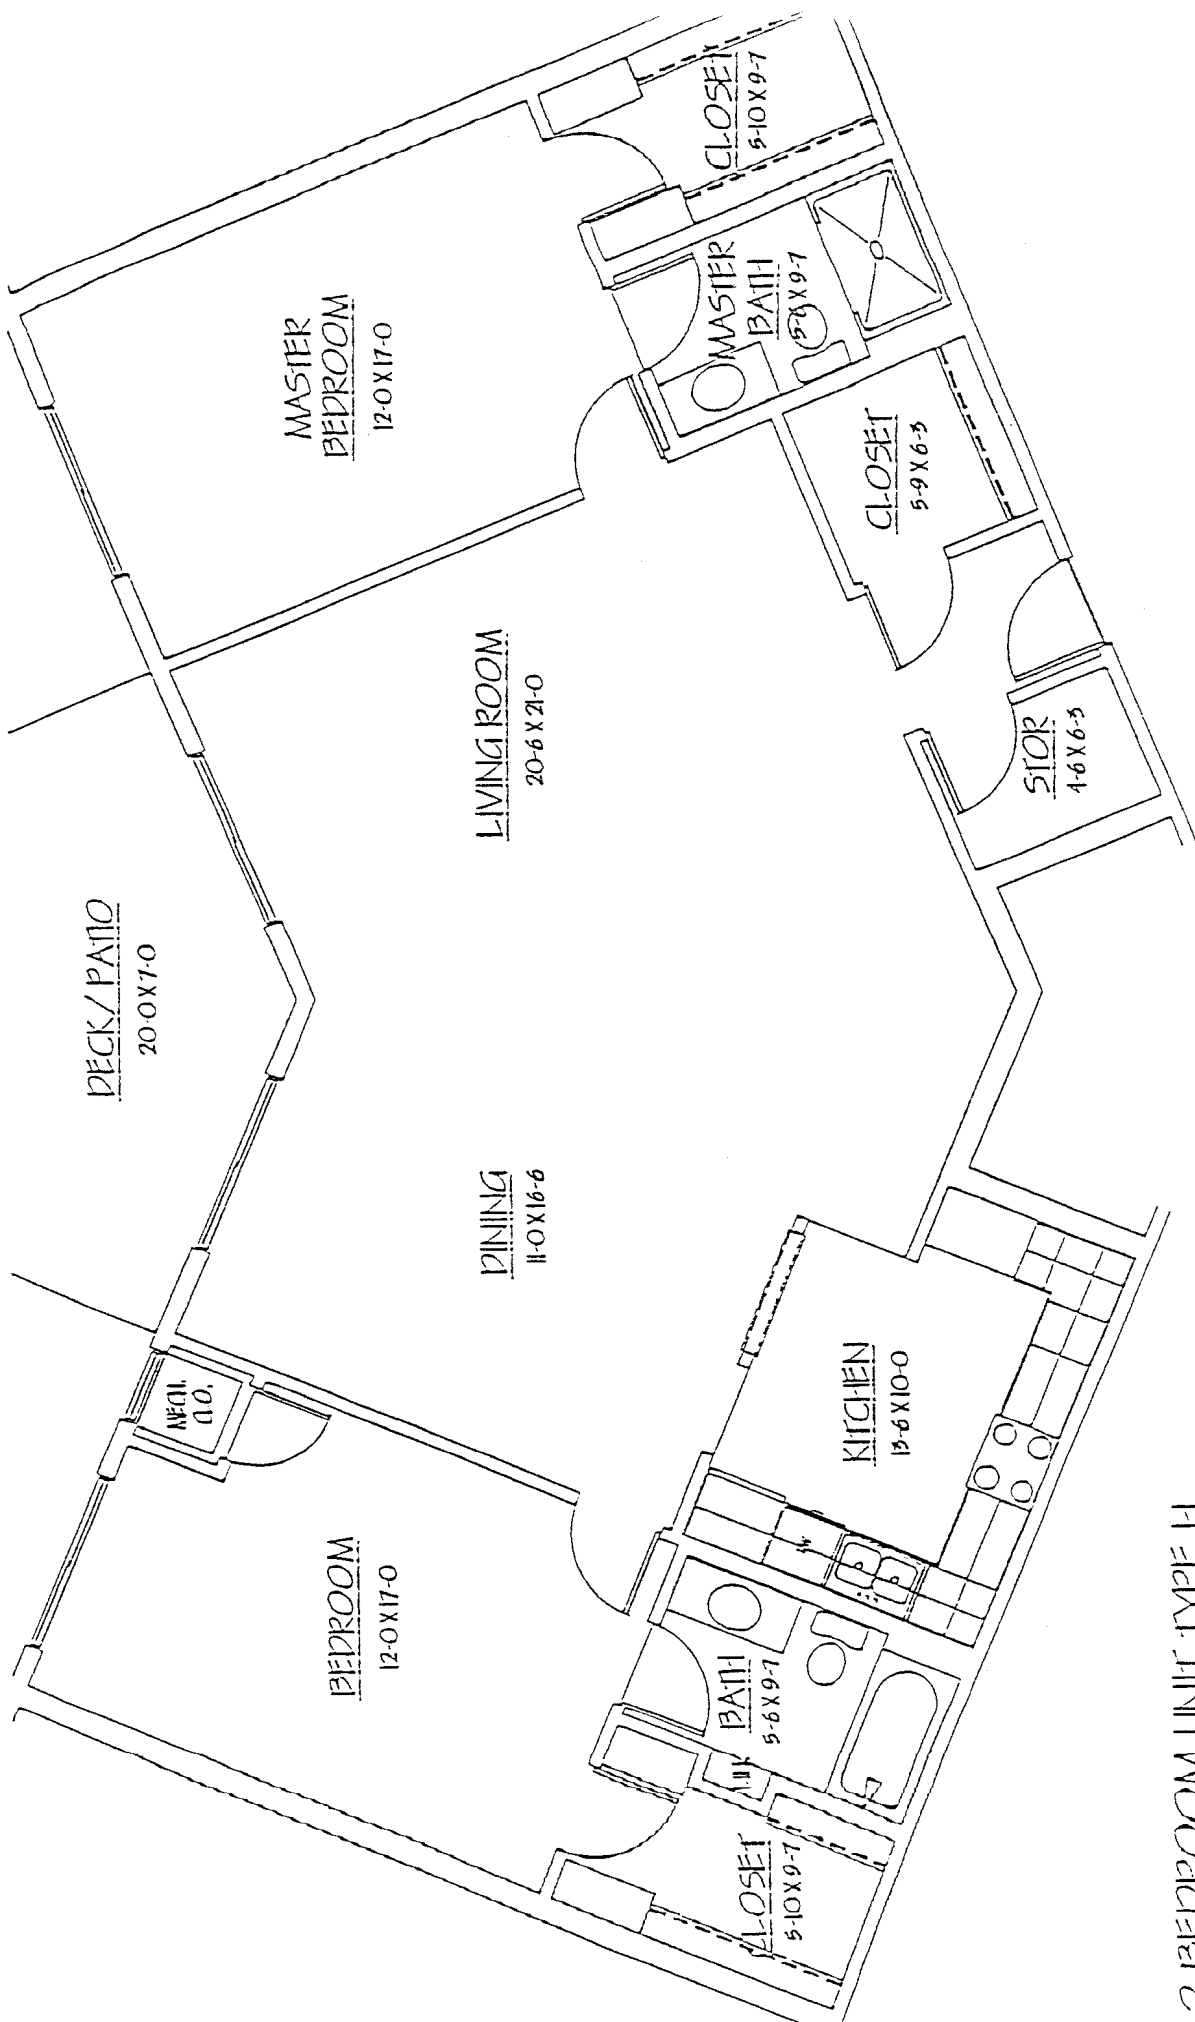 DECK/ PATIO
20-0 X 7-0
MASTER
BEDROOM
12-0 X 17-0
CLOSET
5-10 X 9-7
MASTER
BATH
5-6 X 9-7
LIVING ROOM
20-6 X 21-0
CLOSET
5-9 X 6-3
STOR
4-6 X 6-3
DINING
11-0 X 16-6
KITCHEN
13-6 X 10-0
MECH.
BEDROOM
12-0 X 17-0
BATH
5-6 X 9-7
CLOSET
5-10 X 9-7